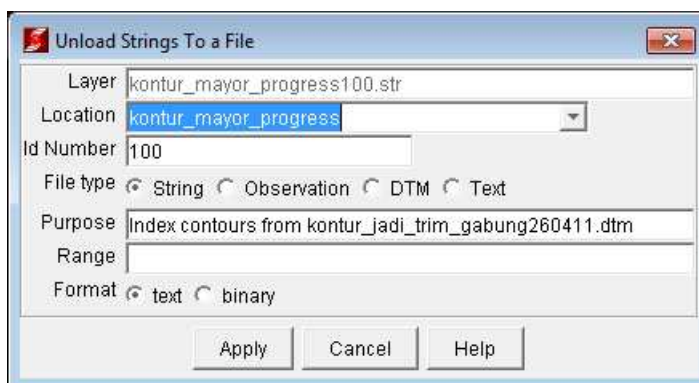 Unload Strings To a File
Layer kontur_mayor_progress100.str
Location kontur_mayor_progress
Id Number 100
File type String Observation DTM Text
Purpose Index contours from kontur_jadi_trim_gabung260411.dtm
Range
Format text binary
Apply Cancel Help